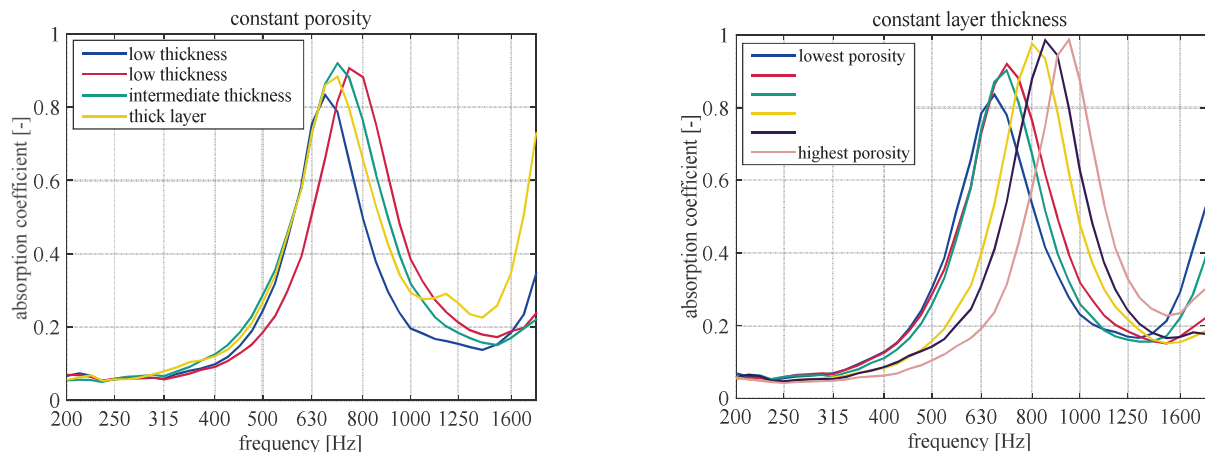 constant porosity
absorption coefficient [-]
1
0.8
0.6
0.4
0.2
0
low thickness
low thickness
intermediate thickness
thick layer
200 250 315 400 500 630 800 1000 1250 1600
frequency [Hz]
constant layer thickness
absorption coefficient [-]
1
0.8
0.6
0.4
0.2
0
lowest porosity
highest porosity
200 250 315 400 500 630 800 1000 1250 1600
frequency [Hz]